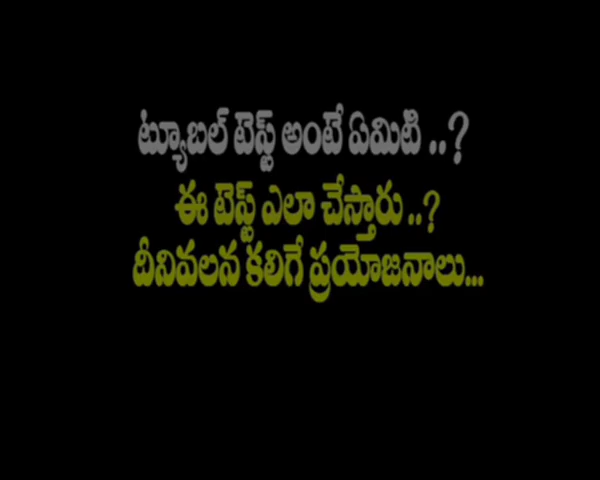 ట్యూబల్ టెస్ట్ అంటే ఏమిటి ..?
ఈ టెస్ట్ ఎలా చేస్తారు ..?
దీనివలన కలిగే ప్రయోజనాలు...